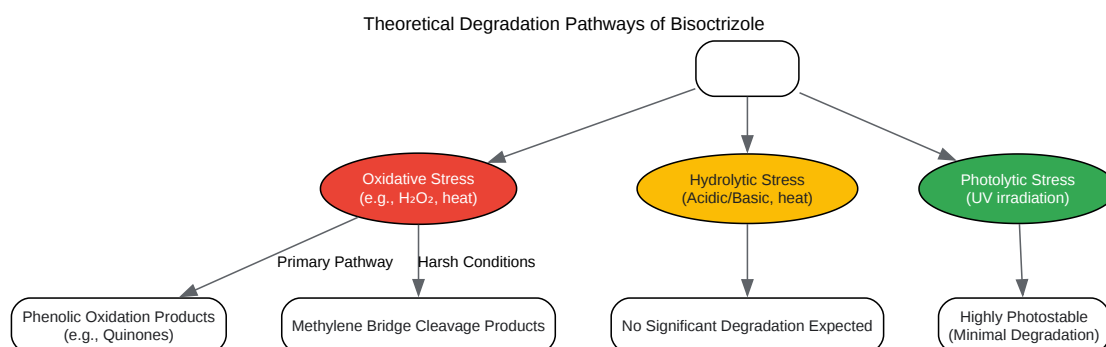 Theoretical Degradation Pathways of Bisoctrizole
Oxidative Stress
(e.g., H₂O₂, heat)
Hydrolytic Stress
(Acidic/Basic, heat)
Photolytic Stress
(UV irradiation)
Primary Pathway
Harsh Conditions
Phenolic Oxidation Products
(e.g., Quinones)
Methylene Bridge Cleavage Products
No Significant Degradation Expected
Highly Photostable
(Minimal Degradation)